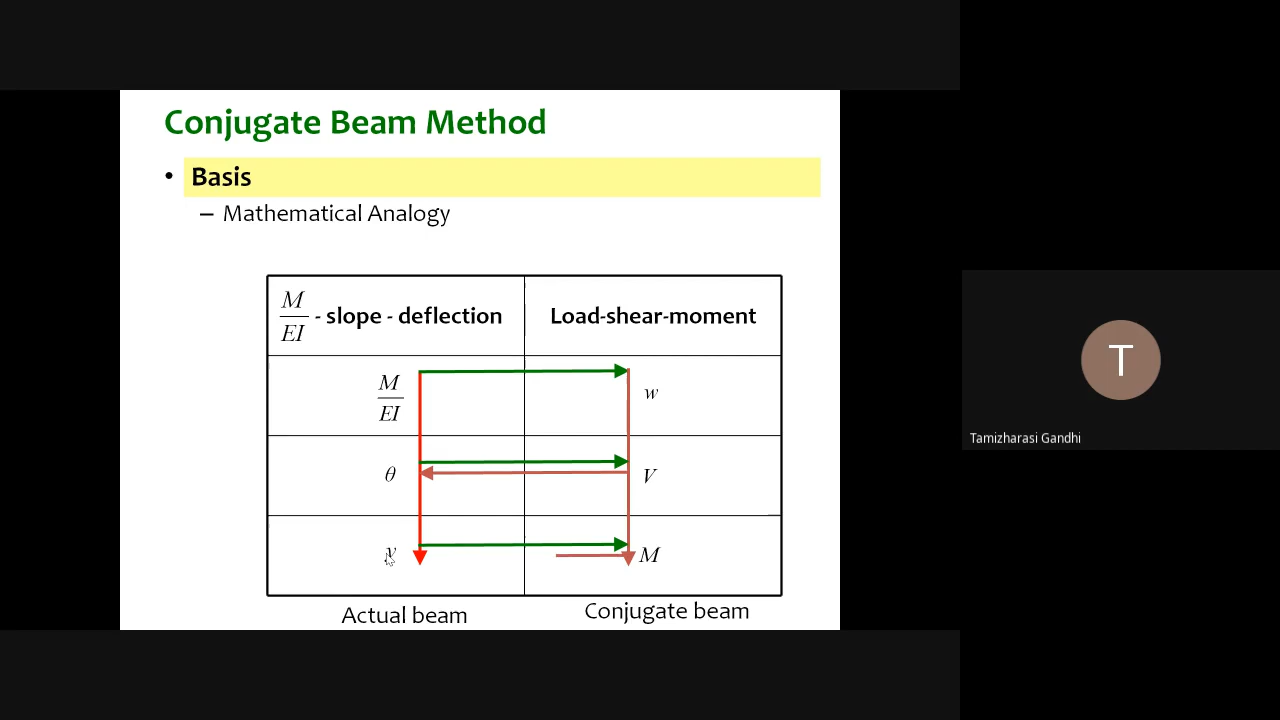 Conjugate Beam Method
• Basis
– Mathematical Analogy
M/EI - slope - deflection Load-shear-moment
M/EI w
θ V
y M
Actual beam Conjugate beam
T
Tamizharasi Gandhi